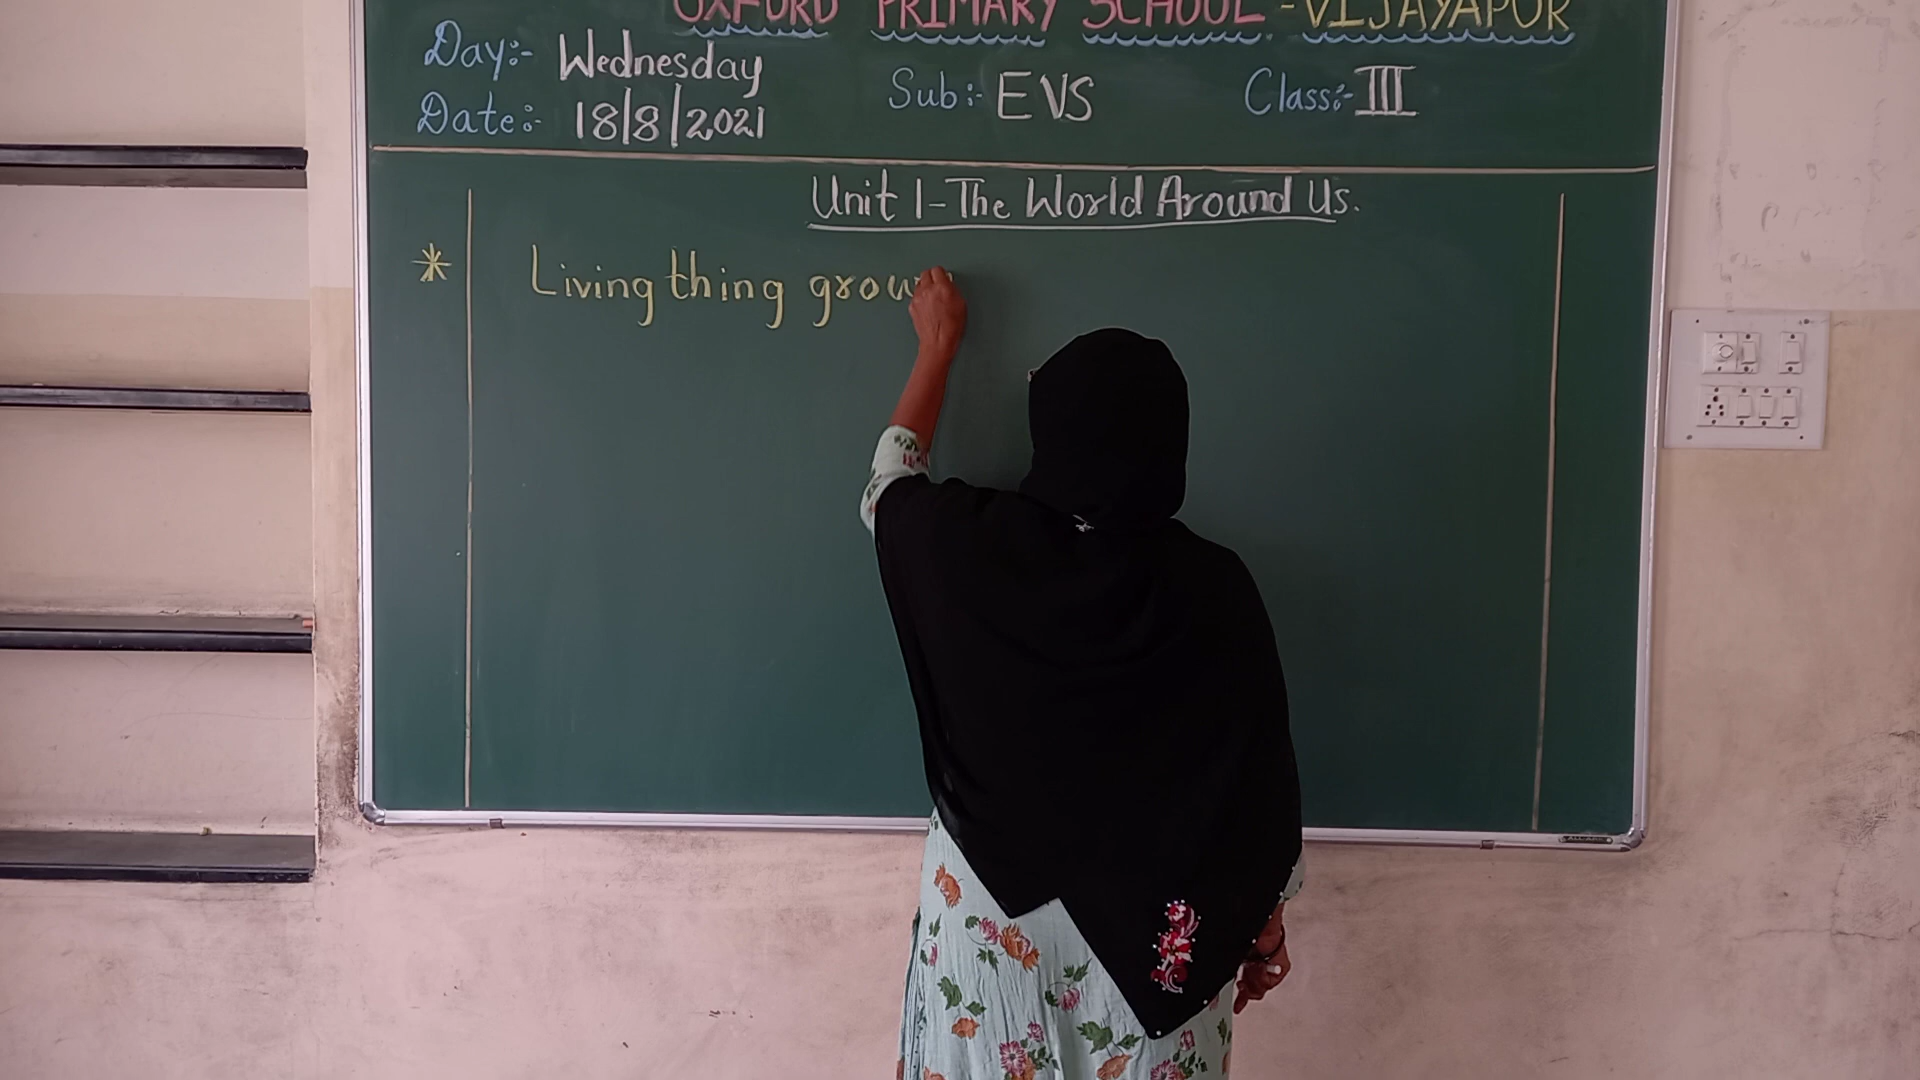 OXFORD PRIMARY SCHOOL - VIJAYAPUR
Day:- Wednesday
Date:- 18/8/2021
Sub:- EVS
Class:- III
Unit 1 - The World Around Us.
* Living thing grow